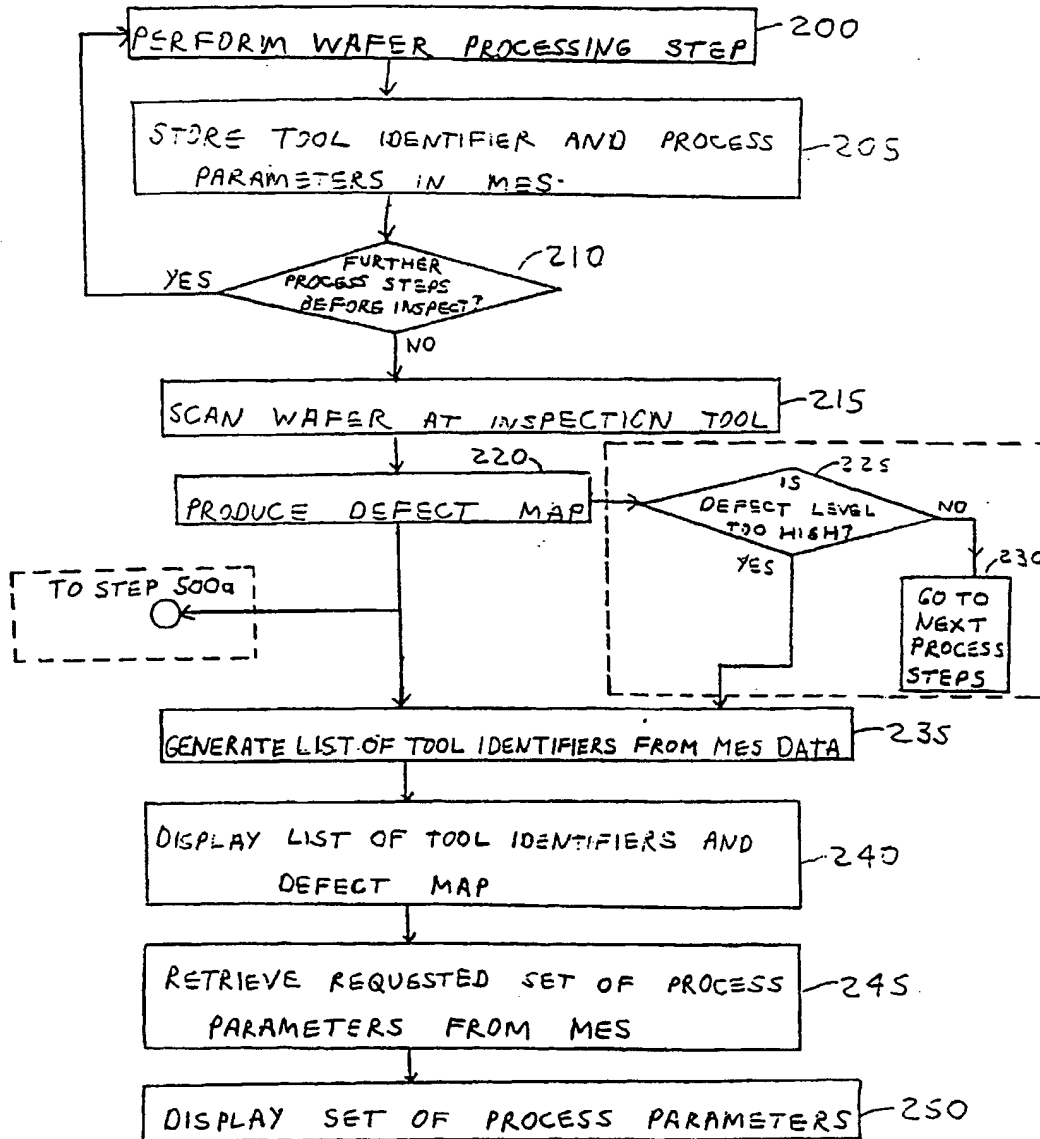 PERFORM WAFER PROCESSING STEP
200
STORE TOOL IDENTIFIER AND PROCESS
PARAMETERS IN MES.
205
FURTHER
PROCESS STEPS
BEFORE INSPECT?
210
YES
NO
SCAN WAFER AT INSPECTION TOOL
215
PRODUCE DEFECT MAP
220
IS
DEFECT LEVEL
TOO HIGH?
225
NO
YES
230
GO TO
NEXT
PROCESS
STEPS
TO STEP 500a
GENERATE LIST OF TOOL IDENTIFIERS FROM MES DATA
235
DISPLAY LIST OF TOOL IDENTIFIERS AND
DEFECT MAP
240
RETRIEVE REQUESTED SET OF PROCESS
PARAMETERS FROM MES
245
DISPLAY SET OF PROCESS PARAMETERS
250